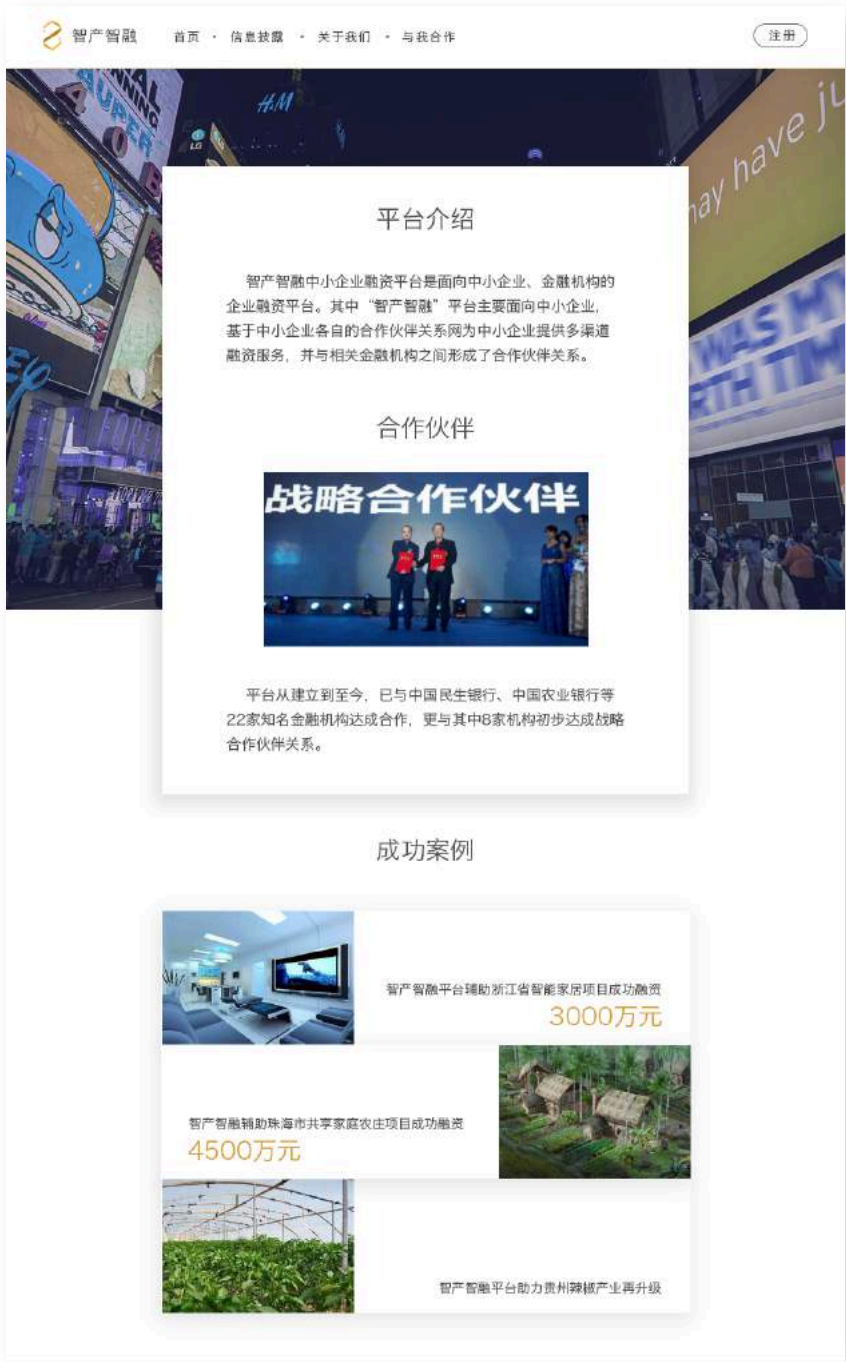 智产智融
首页 · 信息披露 · 关于我们 · 与我合作
注册
H&M
LG
may have ju
WAS MY
RTH TIM
平台介绍
智产智融中小企业融资平台是面向中小企业、金融机构的
企业融资平台。其中“智产智融”平台主要面向中小企业,
基于中小企业各自的合作伙伴关系网为中小企业提供多渠道
融资服务,并与相关金融机构之间形成了合作伙伴关系。
合作伙伴
战略合作伙伴
平台从建立到至今,已与中国民生银行、中国农业银行等
22家知名金融机构达成合作,更与其中8家机构初步达成战略
合作伙伴关系。
成功案例
智产智融平台辅助浙江省智能家居项目成功融资
3000万元
智产智融辅助珠海市共享家庭农庄项目成功融资
4500万元
智产智融平台助力贵州辣椒产业再升级